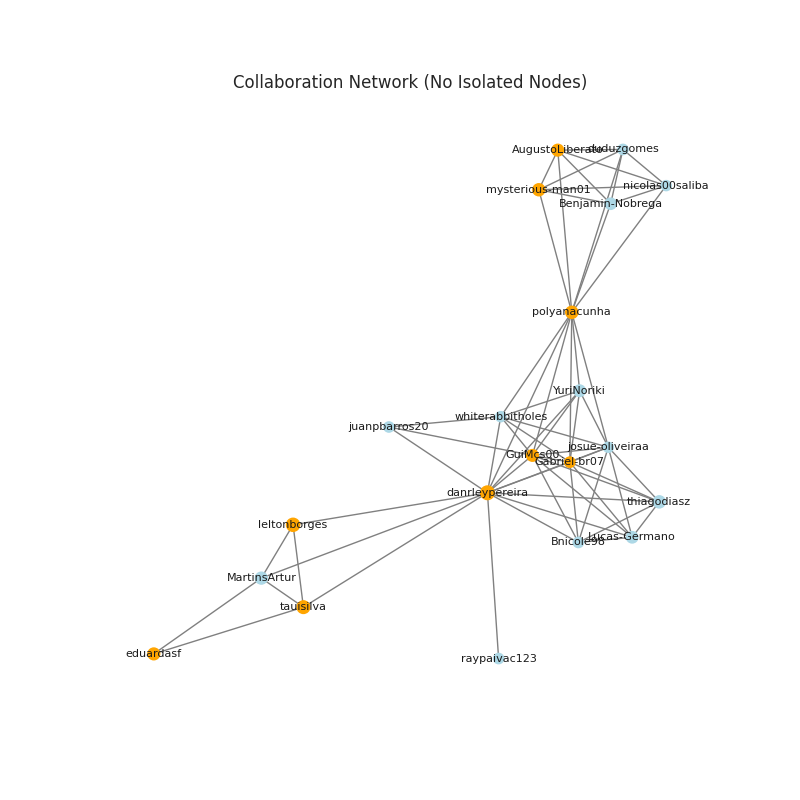 Collaboration Network (No Isolated Nodes)
AugustoLiberato
duduzgomes
mysterious-man01
nicolas00saliba
Benjamin-Nobrega
polyanacunha
YuriNoriki
whiterabbitholes
juanpbarros20
josue-oliveiraa
GuiMcs00
Gabriel-br07
danrleypereira
thiagodiasz
leltonborges
Lucas-Germano
Bnicole98
MartinsArtur
tauisilva
eduardasf
raypaivac123